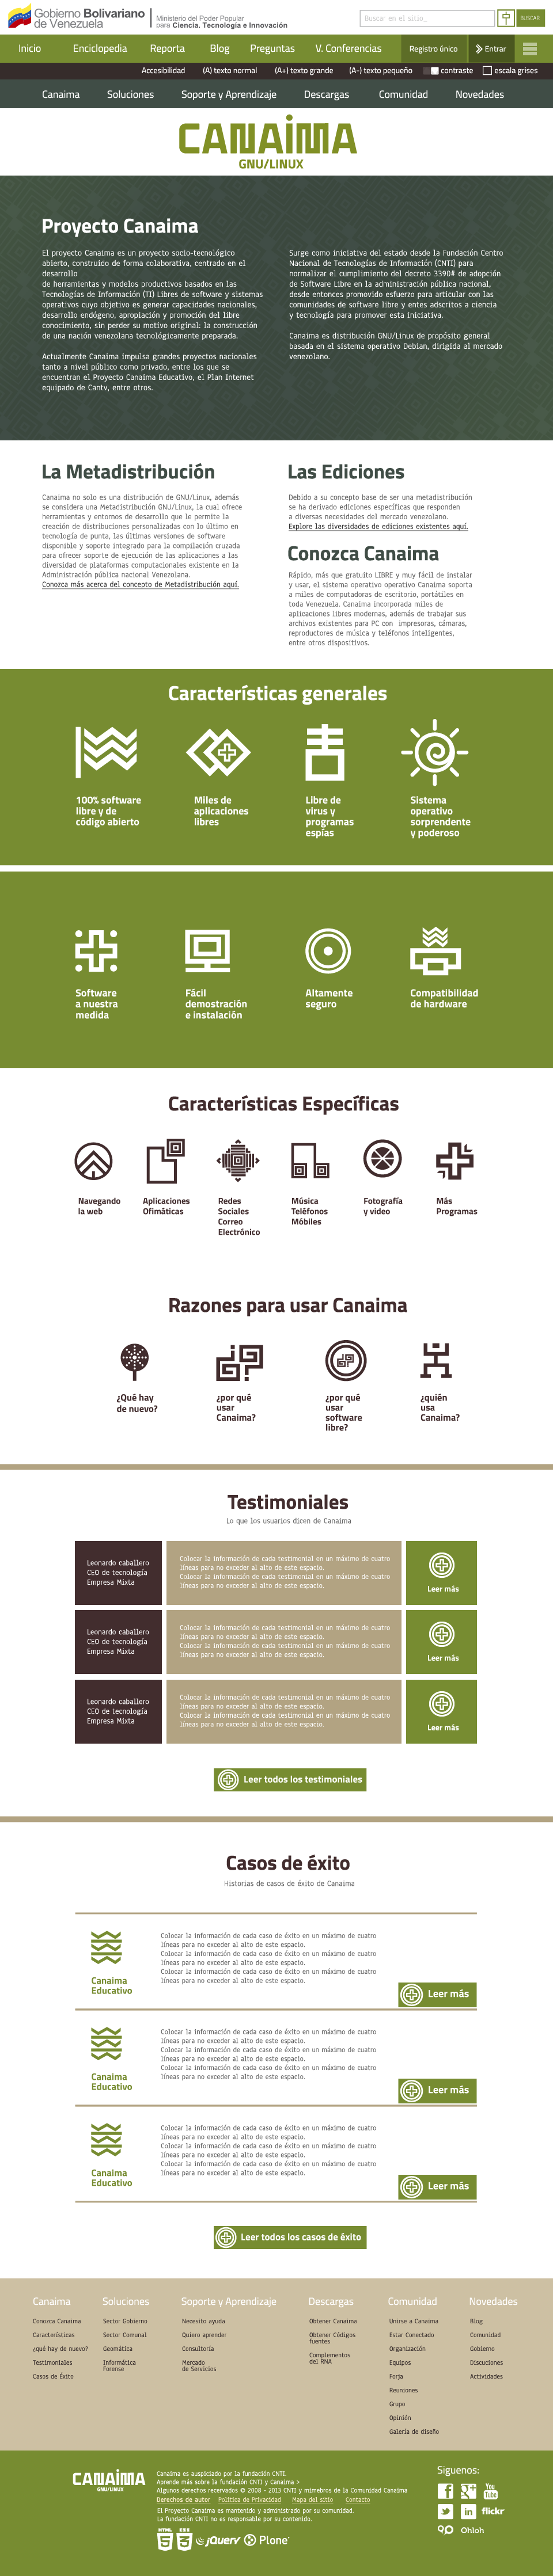 Gobierno Bolivariano
de Venezuela
Ministerio del Poder Popular
para Ciencia, Tecnología e Innovación
Buscar en el sitio_
BUSCAR
Inicio
Enciclopedia
Reporta
Blog
Preguntas
V. Conferencias
Registro único
Entrar
Accesibilidad
(A) texto normal
(A+) texto grande
(A-) texto pequeño
contraste
escala grises
Canaima
Soluciones
Soporte y Aprendizaje
Descargas
Comunidad
Novedades
CANAIMA
GNU/LINUX
Proyecto Canaima
El proyecto Canaima es un proyecto socio-tecnológico
abierto, construido de forma colaborativa, centrado en el
desarrollo
de herramientas y modelos productivos basados en las
Tecnologías de Información (TI) Libres de software y sistemas
operativos cuyo objetivo es generar capacidades nacionales,
desarrollo endógeno, apropiación y promoción del libre
conocimiento, sin perder su motivo original: la construcción
de una nación venezolana tecnológicamente preparada.
Actualmente Canaima impulsa grandes proyectos nacionales
tanto a nivel público como privado, entre los que se
encuentran el Proyecto Canaima Educativo, el Plan Internet
equipado de Cantv, entre otros.
Surge como iniciativa del estado desde la Fundación Centro
Nacional de Tecnologías de Información (CNTI) para
normalizar el cumplimiento del decreto 3390# de adopción
de Software Libre en la administración pública nacional,
desde entonces promovido esfuerzo para articular con las
comunidades de software libre y entes adscritos a ciencia
y tecnología para promover esta iniciativa.
Canaima es distribución GNU/Linux de propósito general
basada en el sistema operativo Debian, dirigida al mercado
venezolano.
La Metadistribución
Canaima no solo es una distribución de GNU/Linux, además
se considera una Metadistribución GNU/Linux, la cual ofrece
herramientas y entornos de desarrollo que le permite la
creación de distribuciones personalizadas con lo último en
tecnología de punta, las últimas versiones de software
disponible y soporte integrado para la compilación cruzada
para ofrecer soporte de ejecución de las aplicaciones a las
diversidad de plataformas computacionales existente en la
Administración pública nacional Venezolana.
Conozca más acerca del concepto de Metadistribución aquí.
Las Ediciones
Debido a su concepto base de ser una metadistribución
se ha derivado ediciones específicas que responden
a diversas necesidades del mercado venezolano.
Explore las diversidades de ediciones existentes aquí.
Conozca Canaima
Rápido, más que gratuito LIBRE y muy fácil de instalar
y usar, el sistema operativo operativo Canaima soporta
a miles de computadoras de escritorio, portátiles en
toda Venezuela. Canaima incorporada miles de
aplicaciones libres modernas, además de trabajar sus
archivos existentes para PC con impresoras, cámaras,
reproductores de música y teléfonos inteligentes,
entre otros dispositivos.
Características generales
100% software
libre y de
código abierto
Miles de
aplicaciones
libres
Libre de
virus y
programas
espías
Sistema
operativo
sorprendente
y poderoso
Software
a nuestra
medida
Fácil
demostración
e instalación
Altamente
seguro
Compatibilidad
de hardware
Características Específicas
Navegando
la web
Aplicaciones
Ofimáticas
Redes
Sociales
Correo
Electrónico
Música
Teléfonos
Móbiles
Fotografía
y video
Más
Programas
Razones para usar Canaima
¿Qué hay
de nuevo?
¿por qué
usar
Canaima?
¿por qué
usar
software
libre?
¿quién
usa
Canaima?
Testimoniales
Lo que los usuarios dicen de Canaima
Leonardo caballero
CEO de tecnología
Empresa Mixta
Colocar la información de cada testimonial en un máximo de cuatro
líneas para no exceder al alto de este espacio.
Colocar la información de cada testimonial en un máximo de cuatro
líneas para no exceder al alto de este espacio.
Leer más
Leonardo caballero
CEO de tecnología
Empresa Mixta
Colocar la información de cada testimonial en un máximo de cuatro
líneas para no exceder al alto de este espacio.
Colocar la información de cada testimonial en un máximo de cuatro
líneas para no exceder al alto de este espacio.
Leer más
Leonardo caballero
CEO de tecnología
Empresa Mixta
Colocar la información de cada testimonial en un máximo de cuatro
líneas para no exceder al alto de este espacio.
Colocar la información de cada testimonial en un máximo de cuatro
líneas para no exceder al alto de este espacio.
Leer más
Leer todos los testimoniales
Casos de éxito
Historias de casos de éxito de Canaima
Canaima
Educativo
Colocar la información de cada caso de éxito en un máximo de cuatro
líneas para no exceder al alto de este espacio.
Colocar la información de cada caso de éxito en un máximo de cuatro
líneas para no exceder al alto de este espacio.
Colocar la información de cada caso de éxito en un máximo de cuatro
líneas para no exceder al alto de este espacio.
Leer más
Canaima
Educativo
Colocar la información de cada caso de éxito en un máximo de cuatro
líneas para no exceder al alto de este espacio.
Colocar la información de cada caso de éxito en un máximo de cuatro
líneas para no exceder al alto de este espacio.
Colocar la información de cada caso de éxito en un máximo de cuatro
líneas para no exceder al alto de este espacio.
Leer más
Canaima
Educativo
Colocar la información de cada caso de éxito en un máximo de cuatro
líneas para no exceder al alto de este espacio.
Colocar la información de cada caso de éxito en un máximo de cuatro
líneas para no exceder al alto de este espacio.
Colocar la información de cada caso de éxito en un máximo de cuatro
líneas para no exceder al alto de este espacio.
Leer más
Leer todos los casos de éxito
Canaima
Conozca Canaima
Características
¿qué hay de nuevo?
Testimoniales
Casos de Éxito
Soluciones
Sector Gobierno
Sector Comunal
Geomática
Informática
Forense
Soporte y Aprendizaje
Necesito ayuda
Quiero aprender
Consultoría
Mercado
de Servicios
Descargas
Obtener Canaima
Obtener Códigos
fuentes
Complementos
del RNA
Comunidad
Unirse a Canaima
Estar Conectado
Organización
Equipos
Forja
Reuniones
Grupo
Opinión
Galería de diseño
Novedades
Blog
Comunidad
Gobierno
Discuciones
Actividades
CANAIMA
GNU/LINUX
Canaima es auspiciado por la fundación CNTI.
Aprende más sobre la fundación CNTI y Canaima >
Algunos derechos recervados © 2008 - 2013 CNTI y mimebros de la Comunidad Canaima
Derechos de autor
Política de Privacidad
Mapa del sitio
Contacto
El Proyecto Canaima es mantenido y administrado por su comunidad.
La fundación CNTI no es responsable por su contenido.
HTML
5
CSS
3
jQuery
Plone
Síguenos:
You
Tube
in
flickr
Ohloh